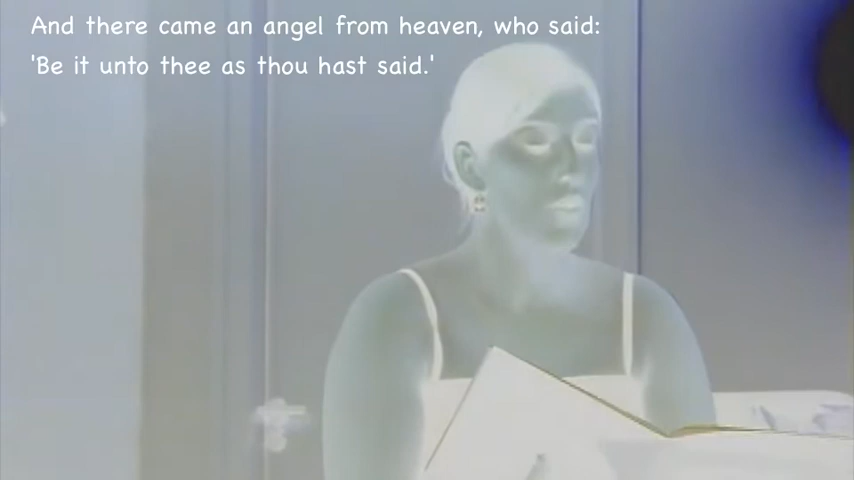 And there came an angel from heaven, who said:
'Be it unto thee as thou hast said.'